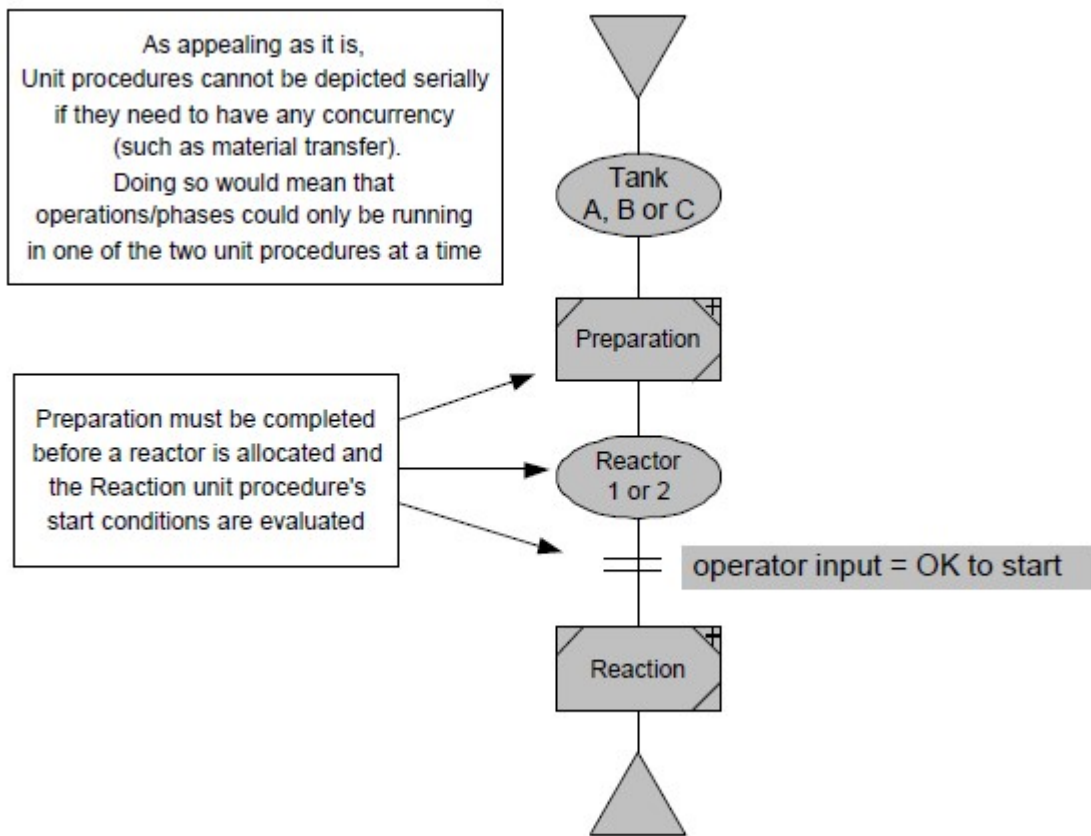 As appealing as it is,
Unit procedures cannot be depicted serially
if they need to have any concurrency
(such as material transfer).
Doing so would mean that
operations/phases could only be running
in one of the two unit procedures at a time
Tank
A, B or C
+
Preparation
Preparation must be completed
before a reactor is allocated and
the Reaction unit procedure's
start conditions are evaluated
Reactor
1 or 2
operator input = OK to start
+
Reaction